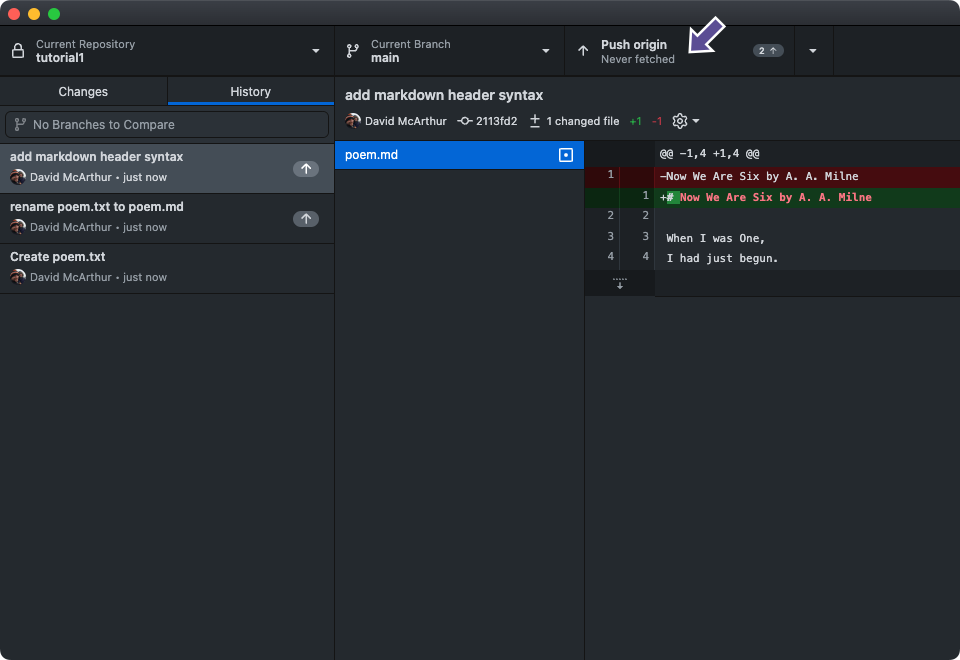 Current Repository
tutorial1
Current Branch
main
Push origin
Never fetched
2
Changes
History
No Branches to Compare
add markdown header syntax
David McArthur • just now
rename poem.txt to poem.md
David McArthur • just now
Create poem.txt
David McArthur • just now
add markdown header syntax
David McArthur 2113fd2 1 changed file +1 -1
poem.md
@@ -1,4 +1,4 @@
1 -Now We Are Six by A. A. Milne
1 +# Now We Are Six by A. A. Milne
2 2
3 3 When I was One,
4 4 I had just begun.